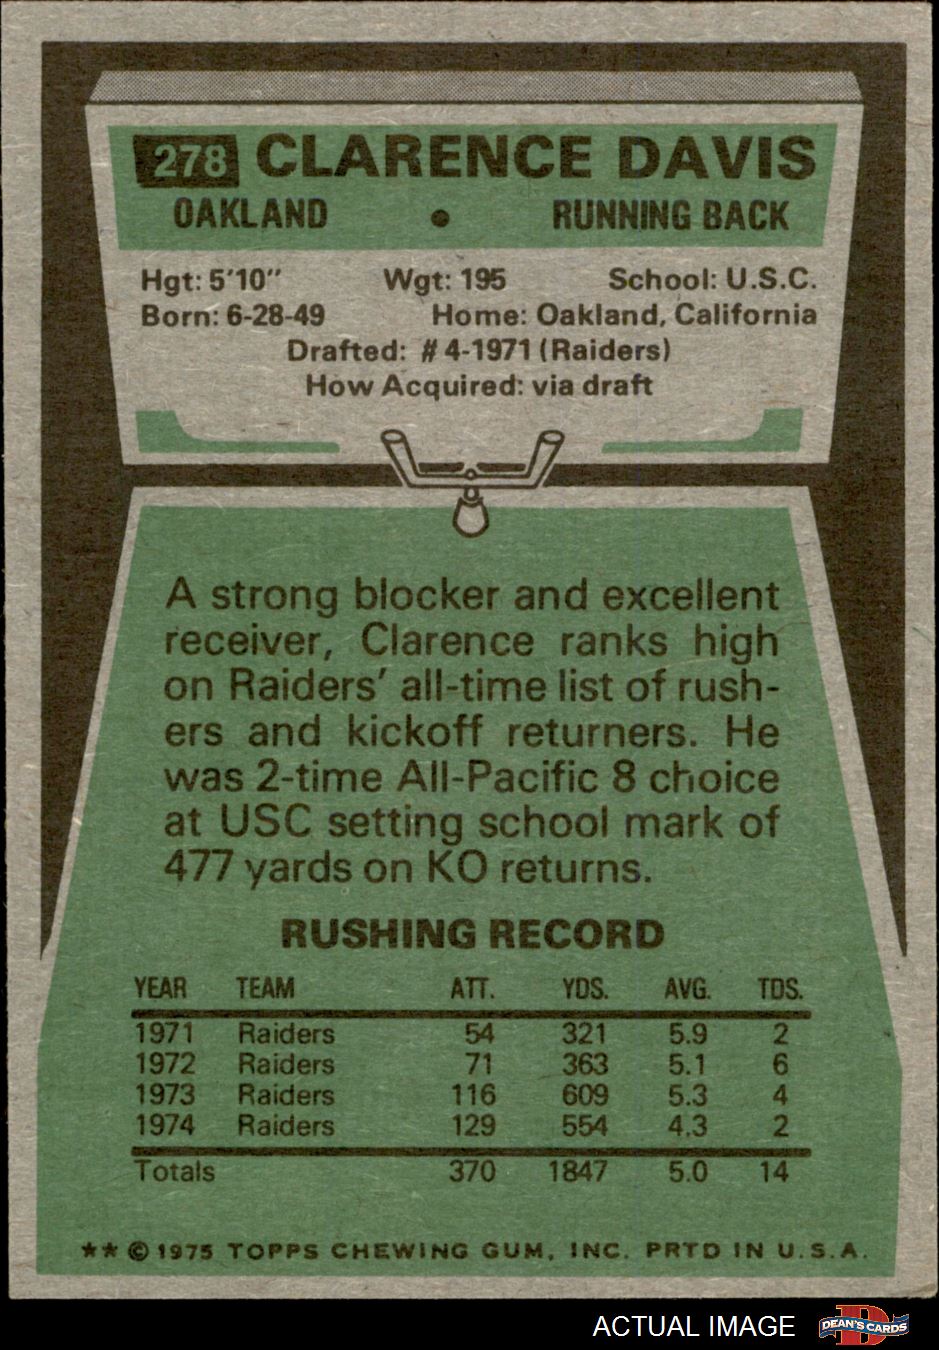 278 CLARENCE DAVIS
OAKLAND • RUNNING BACK
Hgt: 5'10" Wgt: 195 School: U.S.C.
Born: 6-28-49 Home: Oakland, California
Drafted: #4-1971 (Raiders)
How Acquired: via draft
A strong blocker and excellent
receiver, Clarence ranks high
on Raiders' all-time list of rush-
ers and kickoff returners. He
was 2-time All-Pacific 8 choice
at USC setting school mark of
477 yards on KO returns.
RUSHING RECORD
YEAR TEAM ATT. YDS. AVG. TDS.
1971 Raiders 54 321 5.9 2
1972 Raiders 71 363 5.1 6
1973 Raiders 116 609 5.3 4
1974 Raiders 129 554 4.3 2
Totals 370 1847 5.0 14
★★ © 1975 TOPPS CHEWING GUM, INC. PRTD IN U.S.A.
ACTUAL IMAGE D DEAN'S CARDS